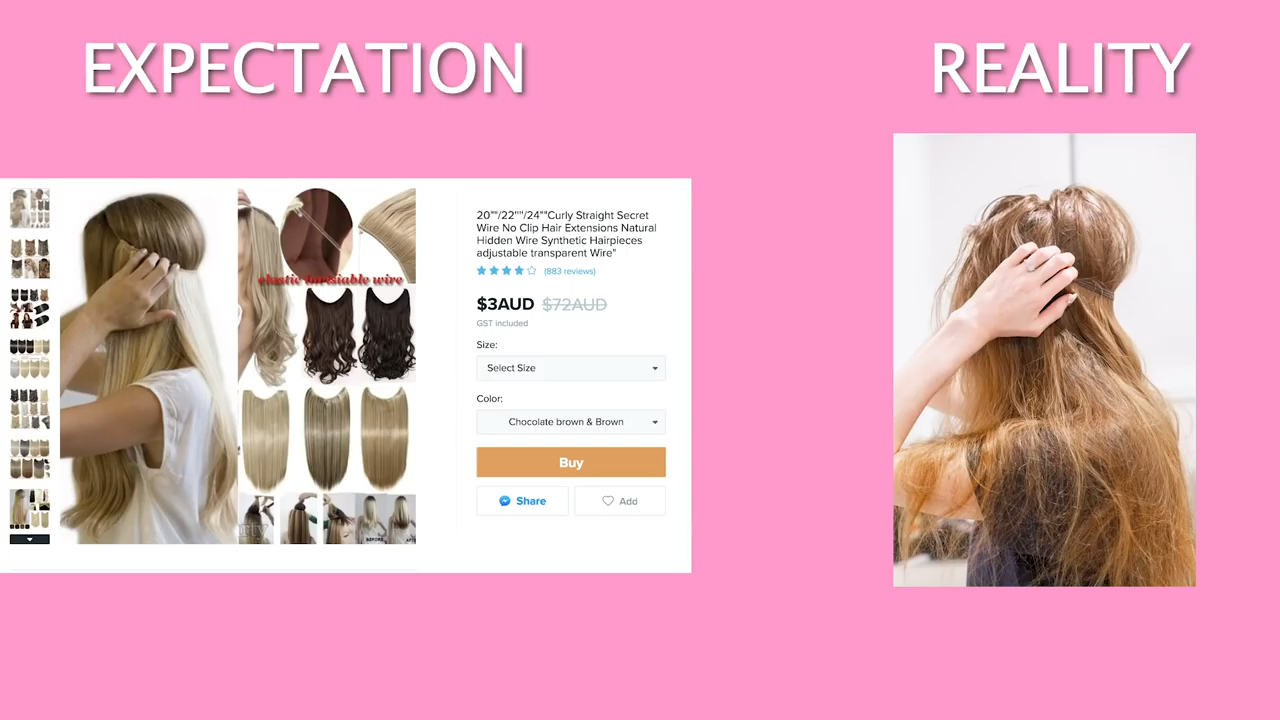 EXPECTATION
REALITY
elastic invisiable wire
20""/22""/24""Curly Straight Secret
Wire No Clip Hair Extensions Natural
Hidden Wire Synthetic Hairpieces
adjustable transparent Wire"
(883 reviews)
$3AUD $72AUD
GST included
Size:
Select Size
Color:
Chocolate brown & Brown
Buy
Share
Add
BEFORE